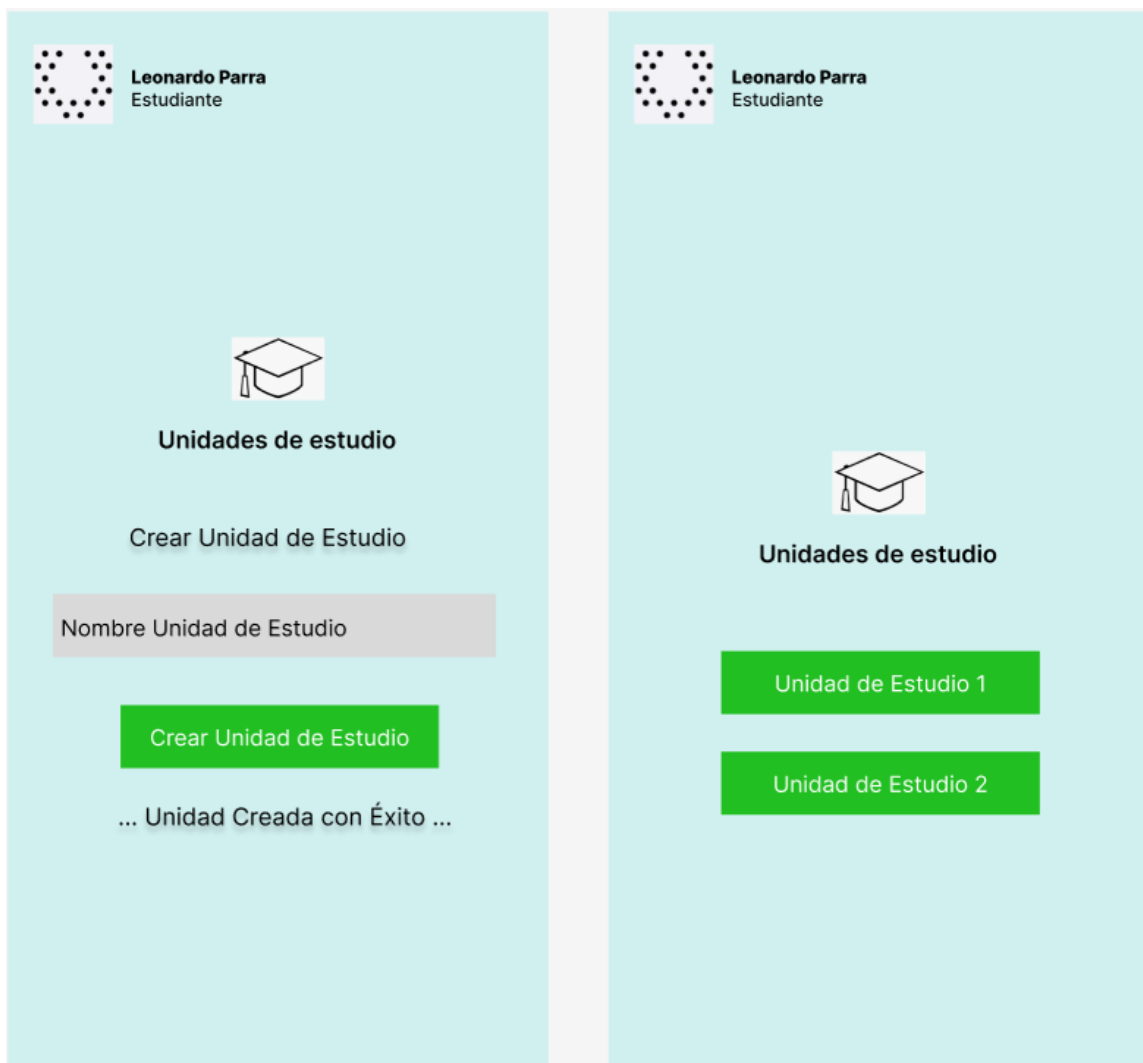 Leonardo Parra
Estudiante
Unidades de estudio
Crear Unidad de Estudio
Nombre Unidad de Estudio
Crear Unidad de Estudio
... Unidad Creada con Éxito ...
Leonardo Parra
Estudiante
Unidades de estudio
Unidad de Estudio 1
Unidad de Estudio 2